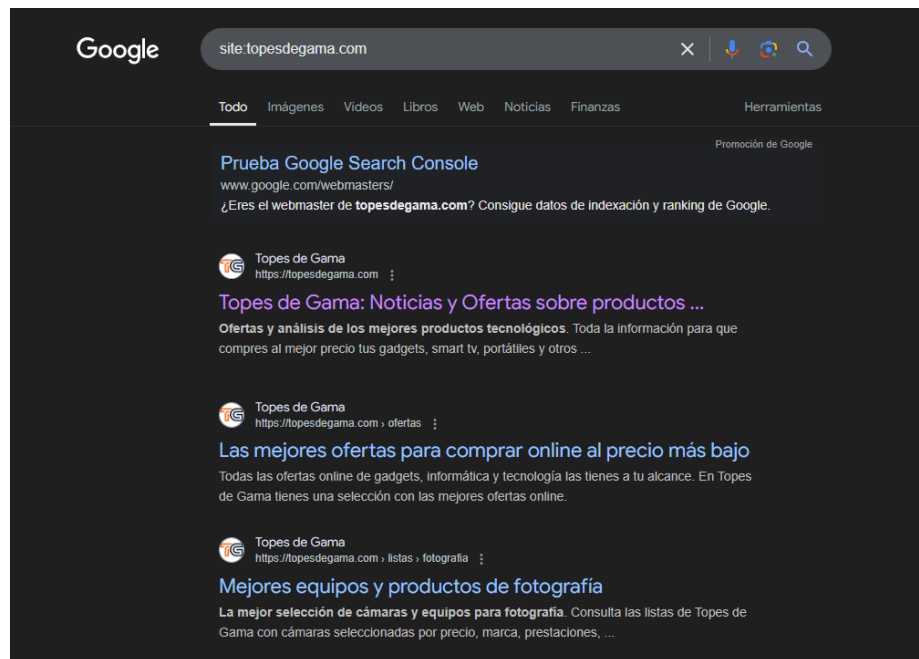 Google
site:topesdegama.com
Todo Imágenes Videos Libros Web Noticias Finanzas Herramientas
Promoción de Google
Prueba Google Search Console
www.google.com/webmasters/
¿Eres el webmaster de topesdegama.com? Consigue datos de indexación y ranking de Google.
TG
Topes de Gama
https://topesdegama.com
Topes de Gama: Noticias y Ofertas sobre productos ...
Ofertas y análisis de los mejores productos tecnológicos. Toda la información para que
compres al mejor precio tus gadgets, smart tv, portátiles y otros ...
TG
Topes de Gama
https://topesdegama.com › ofertas
Las mejores ofertas para comprar online al precio más bajo
Todas las ofertas online de gadgets, informática y tecnología las tienes a tu alcance. En Topes
de Gama tienes una selección con las mejores ofertas online.
TG
Topes de Gama
https://topesdegama.com › listas › fotografia
Mejores equipos y productos de fotografía
La mejor selección de cámaras y equipos para fotografía. Consulta las listas de Topes de
Gama con cámaras seleccionadas por precio, marca, prestaciones, ...